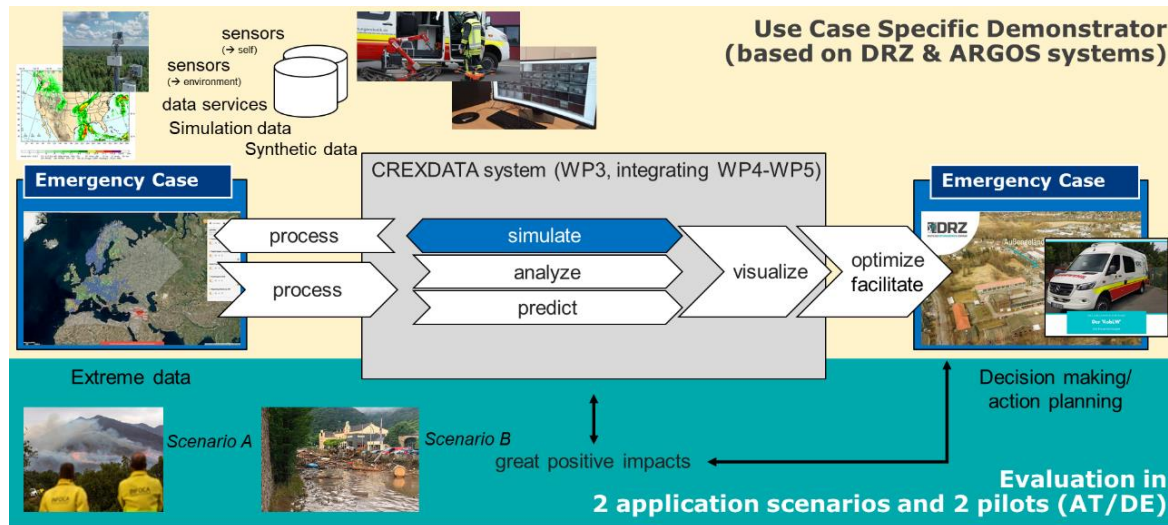 Use Case Specific Demonstrator
(based on DRZ & ARGOS systems)
sensors
(→ self)
sensors
(→ environment)
data services
Simulation data
Synthetic data
CREXDATA system (WP3, integrating WP4-WP5)
Emergency Case
Emergency Case
process
simulate
process
analyze
predict
visualize
optimize
facilitate
DRZ
Extreme data
Decision making/
action planning
Scenario A
Scenario B
great positive impacts
INFOCA
Evaluation in
2 application scenarios and 2 pilots (AT/DE)